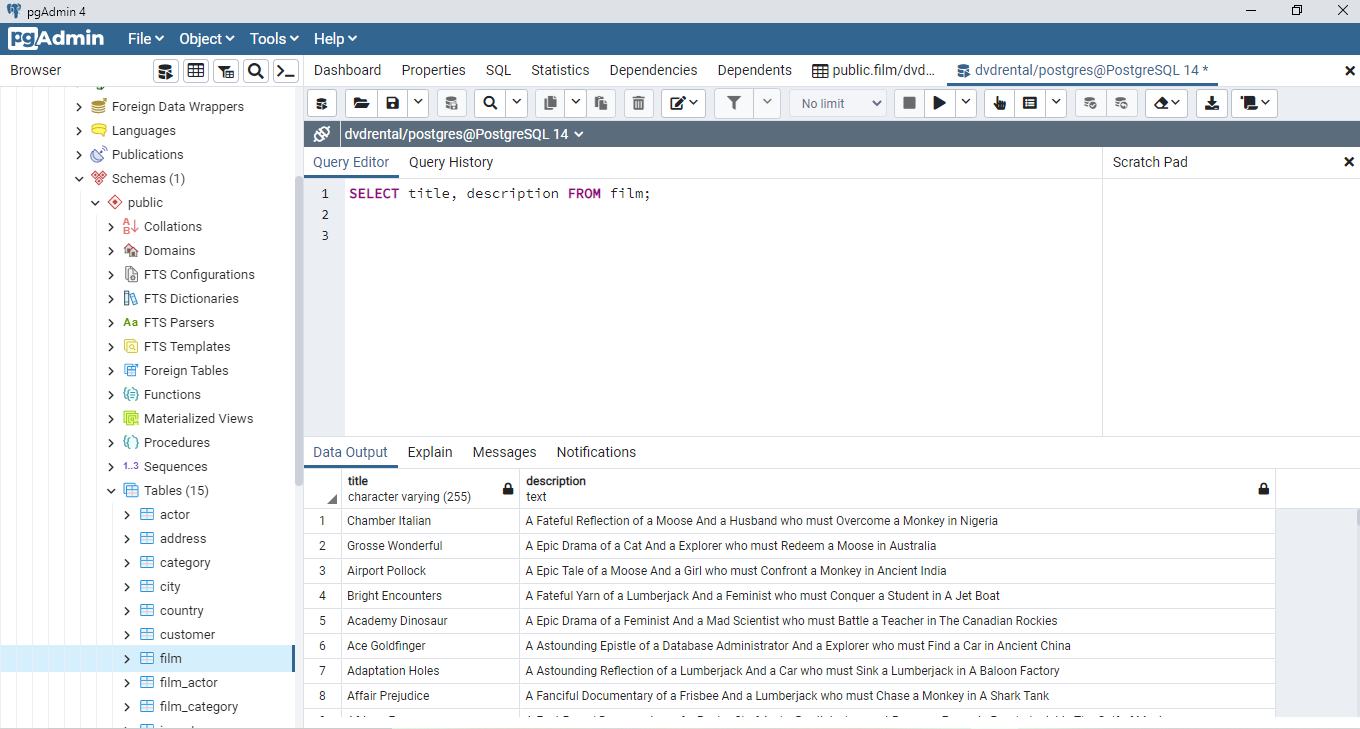 pgAdmin 4
pgAdmin File Object Tools Help
Browser
Dashboard Properties SQL Statistics Dependencies Dependents public.film/dvd... dvdrental/postgres@PostgreSQL 14 *
No limit
dvdrental/postgres@PostgreSQL 14
Query Editor Query History
Scratch Pad
1 SELECT title, description FROM film;
2
3
Foreign Data Wrappers
Languages
Publications
Schemas (1)
public
Collations
Domains
FTS Configurations
FTS Dictionaries
Aa FTS Parsers
FTS Templates
Foreign Tables
Functions
Materialized Views
Procedures
1..3 Sequences
Tables (15)
actor
address
category
city
country
customer
film
film_actor
film_category
Data Output Explain Messages Notifications
title description
character varying (255) text
1 Chamber Italian A Fateful Reflection of a Moose And a Husband who must Overcome a Monkey in Nigeria
2 Grosse Wonderful A Epic Drama of a Cat And a Explorer who must Redeem a Moose in Australia
3 Airport Pollock A Epic Tale of a Moose And a Girl who must Confront a Monkey in Ancient India
4 Bright Encounters A Fateful Yarn of a Lumberjack And a Feminist who must Conquer a Student in A Jet Boat
5 Academy Dinosaur A Epic Drama of a Feminist And a Mad Scientist who must Battle a Teacher in The Canadian Rockies
6 Ace Goldfinger A Astounding Epistle of a Database Administrator And a Explorer who must Find a Car in Ancient China
7 Adaptation Holes A Astounding Reflection of a Lumberjack And a Car who must Sink a Lumberjack in A Baloon Factory
8 Affair Prejudice A Fanciful Documentary of a Frisbee And a Lumberjack who must Chase a Monkey in A Shark Tank